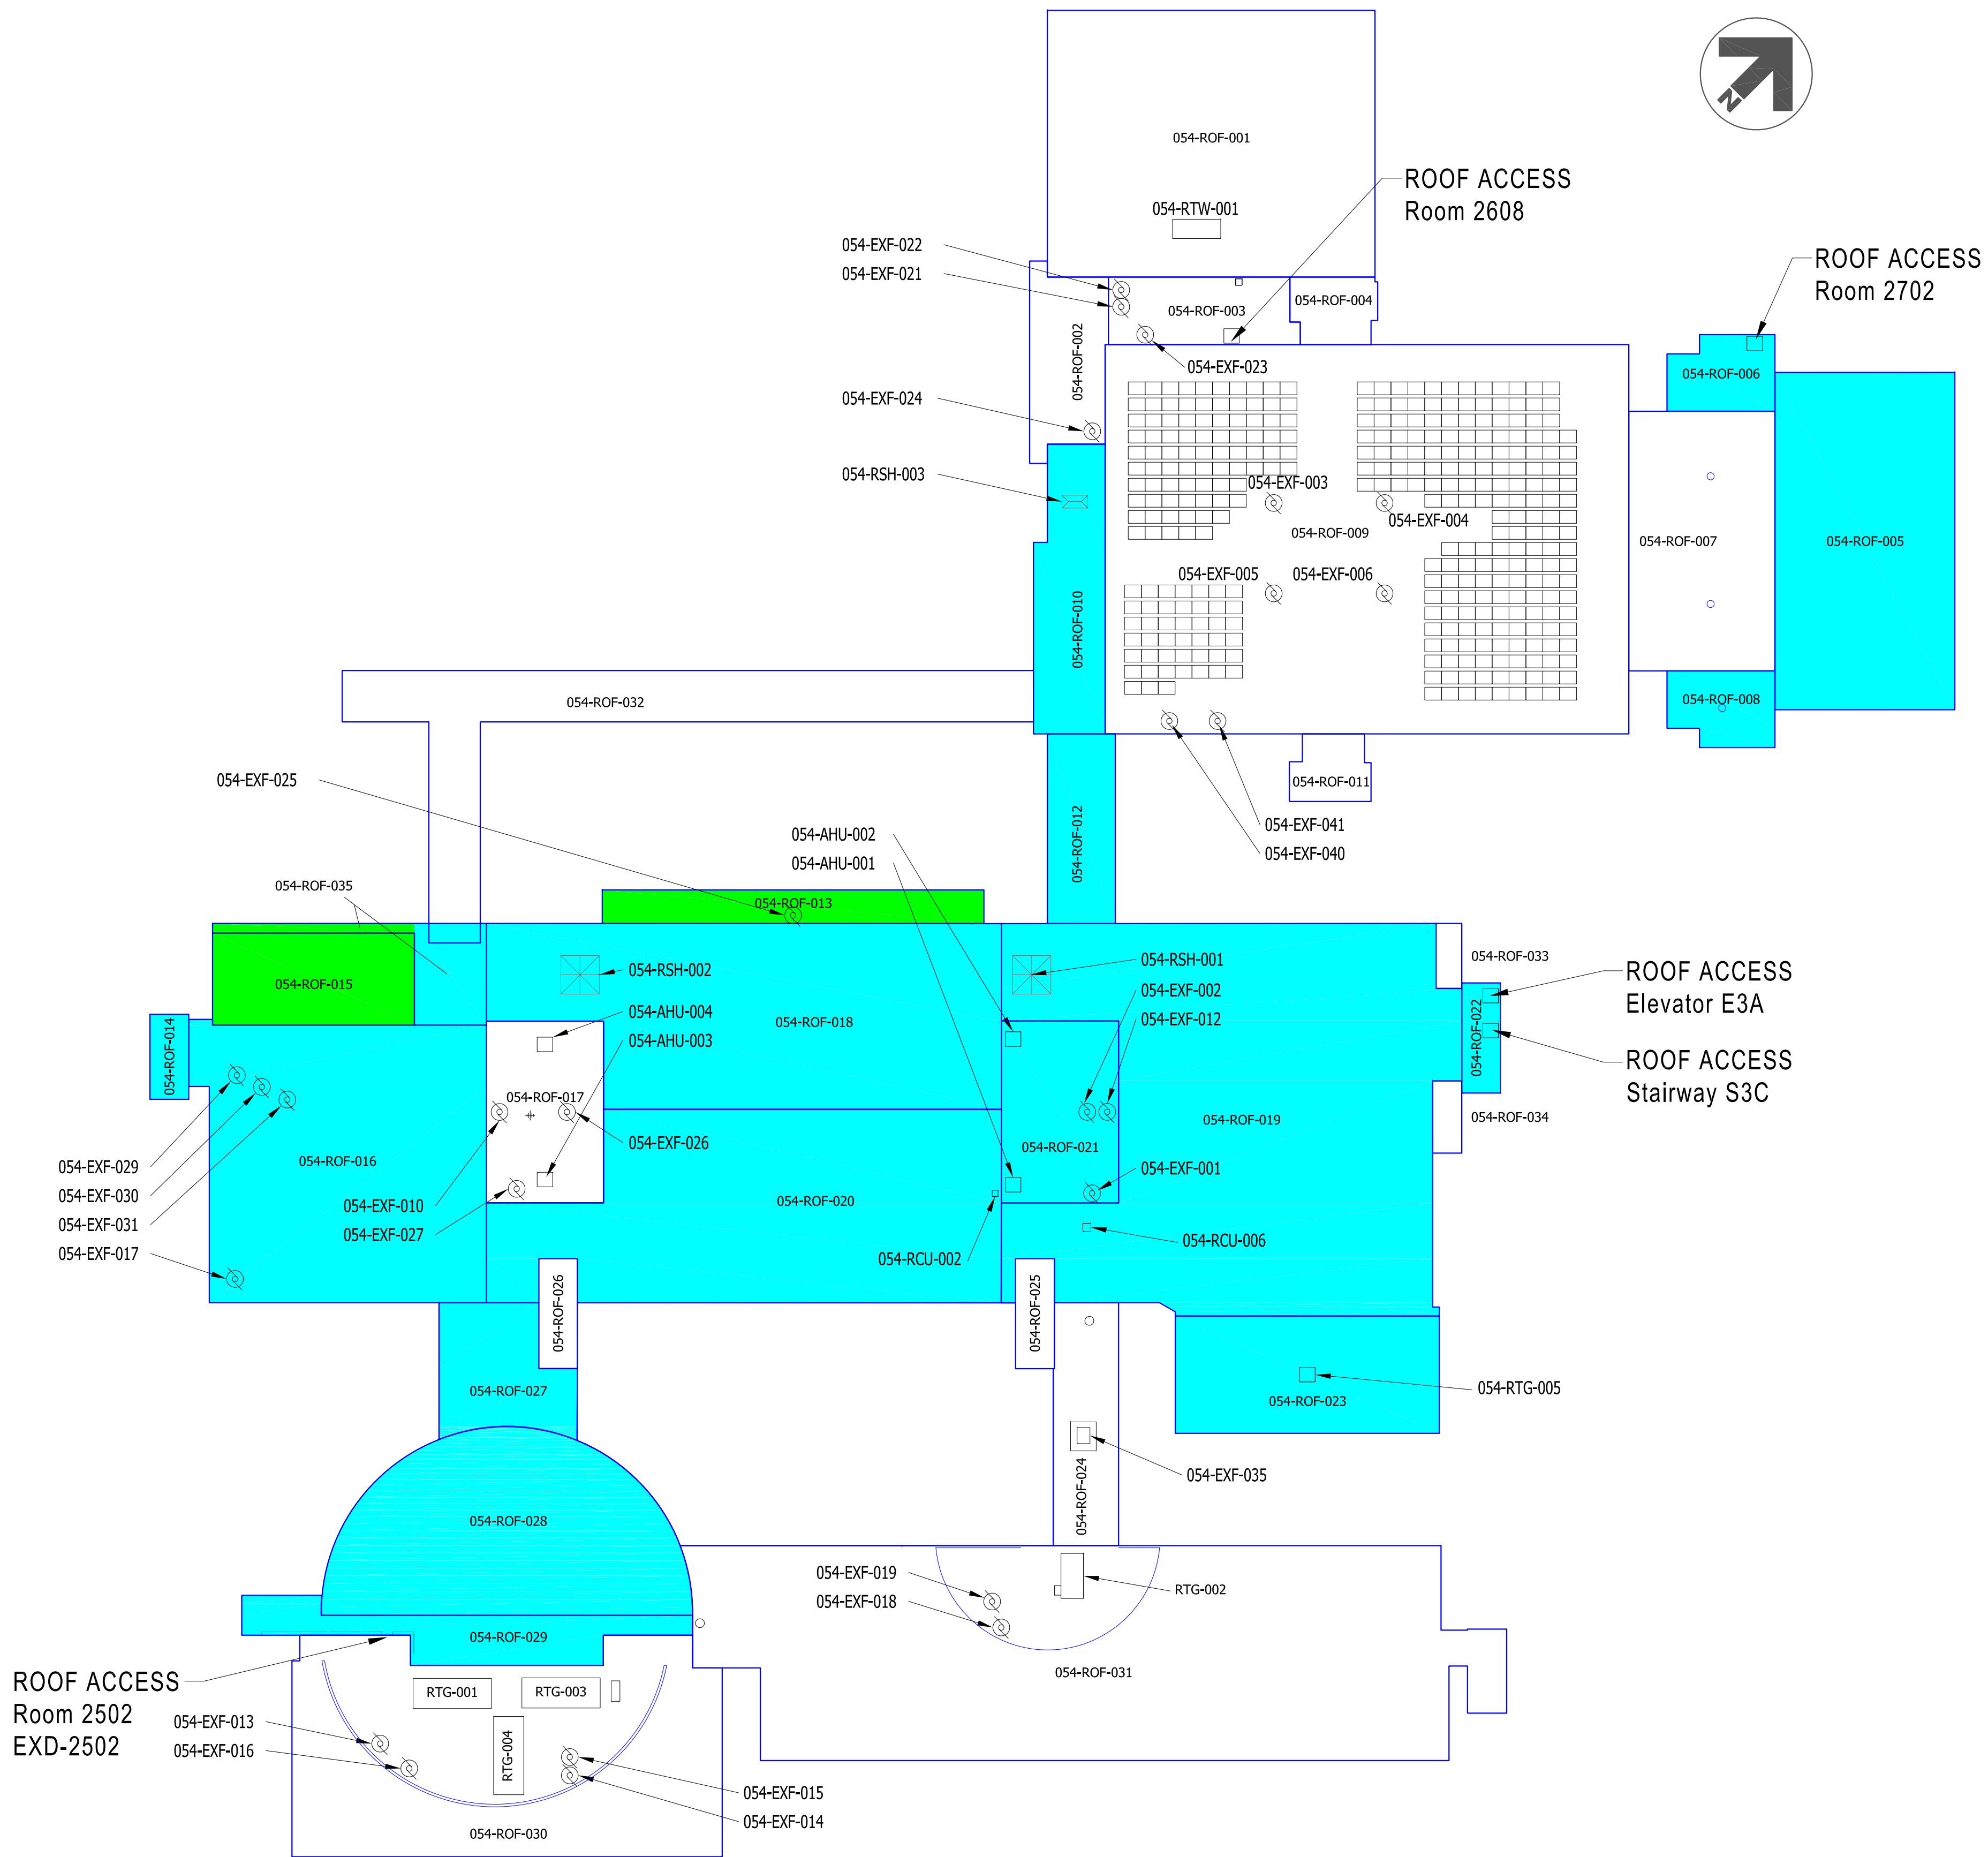 054-ROF-001
N
ROOF ACCESS
Room 2608
054-RTW-001
054-EXF-022
054-EXF-021
ROOF ACCESS
Room 2702
054-ROF-004
054-ROF-003
054-ROF-002
054-EXF-023
054-ROF-006
054-EXF-024
054-RSH-003
054-EXF-003
054-EXF-004
054-ROF-009
054-ROF-007
054-ROF-005
054-EXF-005
054-EXF-006
054-ROF-010
054-ROF-032
054-ROF-008
054-EXF-025
054-ROF-011
054-EXF-041
054-EXF-040
054-AHU-002
054-AHU-001
054-ROF-012
054-ROF-035
054-ROF-013
054-ROF-015
054-RSH-002
054-RSH-001
054-ROF-033
ROOF ACCESS
Elevator E3A
054-EXF-002
054-AHU-004
054-ROF-018
054-EXF-012
054-AHU-003
054-ROF-014
054-ROF-022
ROOF ACCESS
Stairway S3C
054-ROF-017
054-ROF-019
054-ROF-034
054-EXF-026
054-ROF-021
054-ROF-016
054-EXF-029
054-EXF-030
054-EXF-031
054-EXF-017
054-EXF-001
054-ROF-020
054-EXF-010
054-EXF-027
054-RCU-006
054-RCU-002
054-ROF-026
054-ROF-025
054-ROF-027
054-RTG-005
054-ROF-023
054-EXF-035
054-ROF-024
054-ROF-028
054-EXF-019
054-EXF-018
RTG-002
054-ROF-029
054-ROF-031
ROOF ACCESS
Room 2502
EXD-2502
RTG-001
RTG-003
054-EXF-013
054-EXF-016
RTG-004
054-EXF-015
054-EXF-014
054-ROF-030